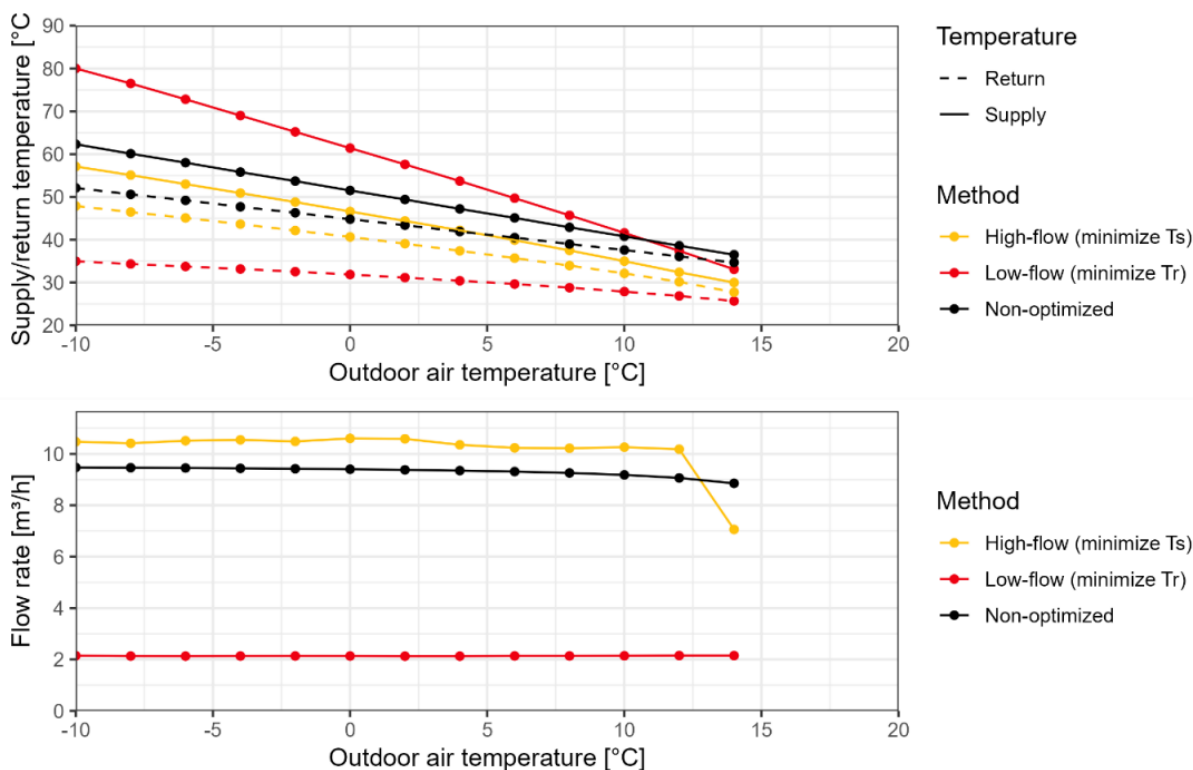 Supply/return temperature [°C
90
80
70
60
50
40
30
20
-10
-5
0
5
10
15
20
Outdoor air temperature [°C]
Temperature
Return
Supply
Method
High-flow (minimize Ts)
Low-flow (minimize Tr)
Non-optimized
Flow rate [m³/h]
10
8
6
4
2
0
-10
-5
0
5
10
15
20
Outdoor air temperature [°C]
Method
High-flow (minimize Ts)
Low-flow (minimize Tr)
Non-optimized